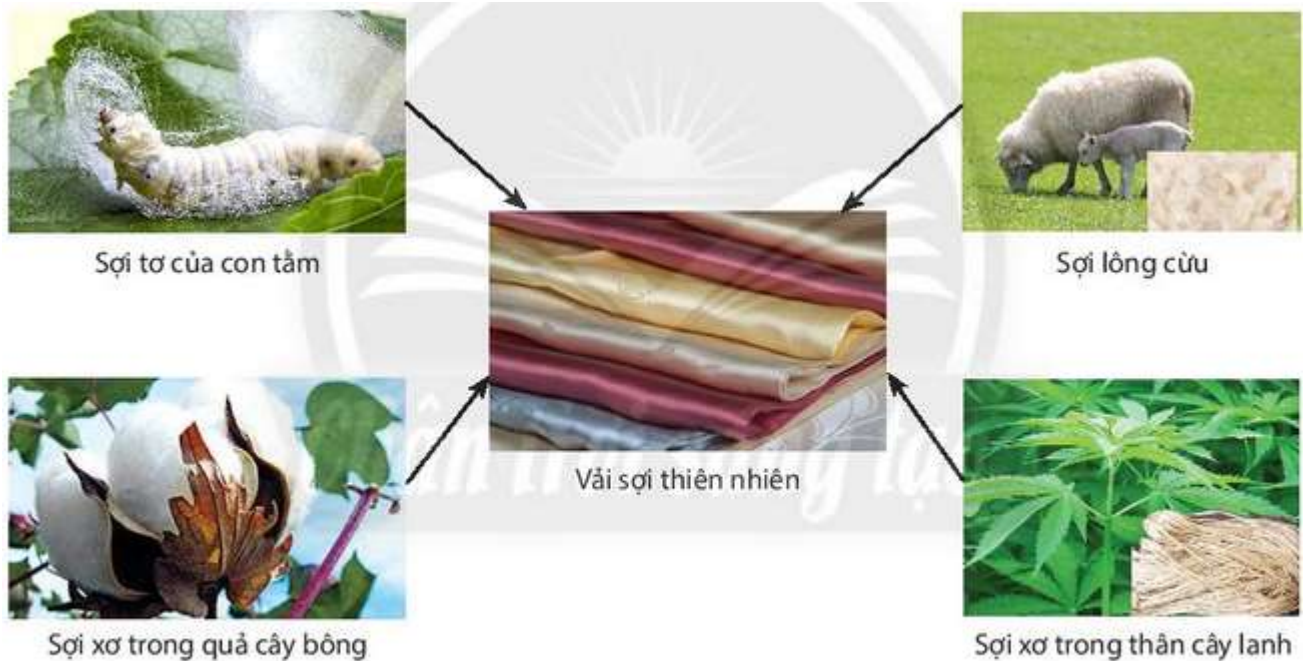 Sợi tơ của con tằm
Sợi lông cừu
Vải sợi thiên nhiên
Sợi xơ trong quả cây bông
Sợi xơ trong thân cây lanh